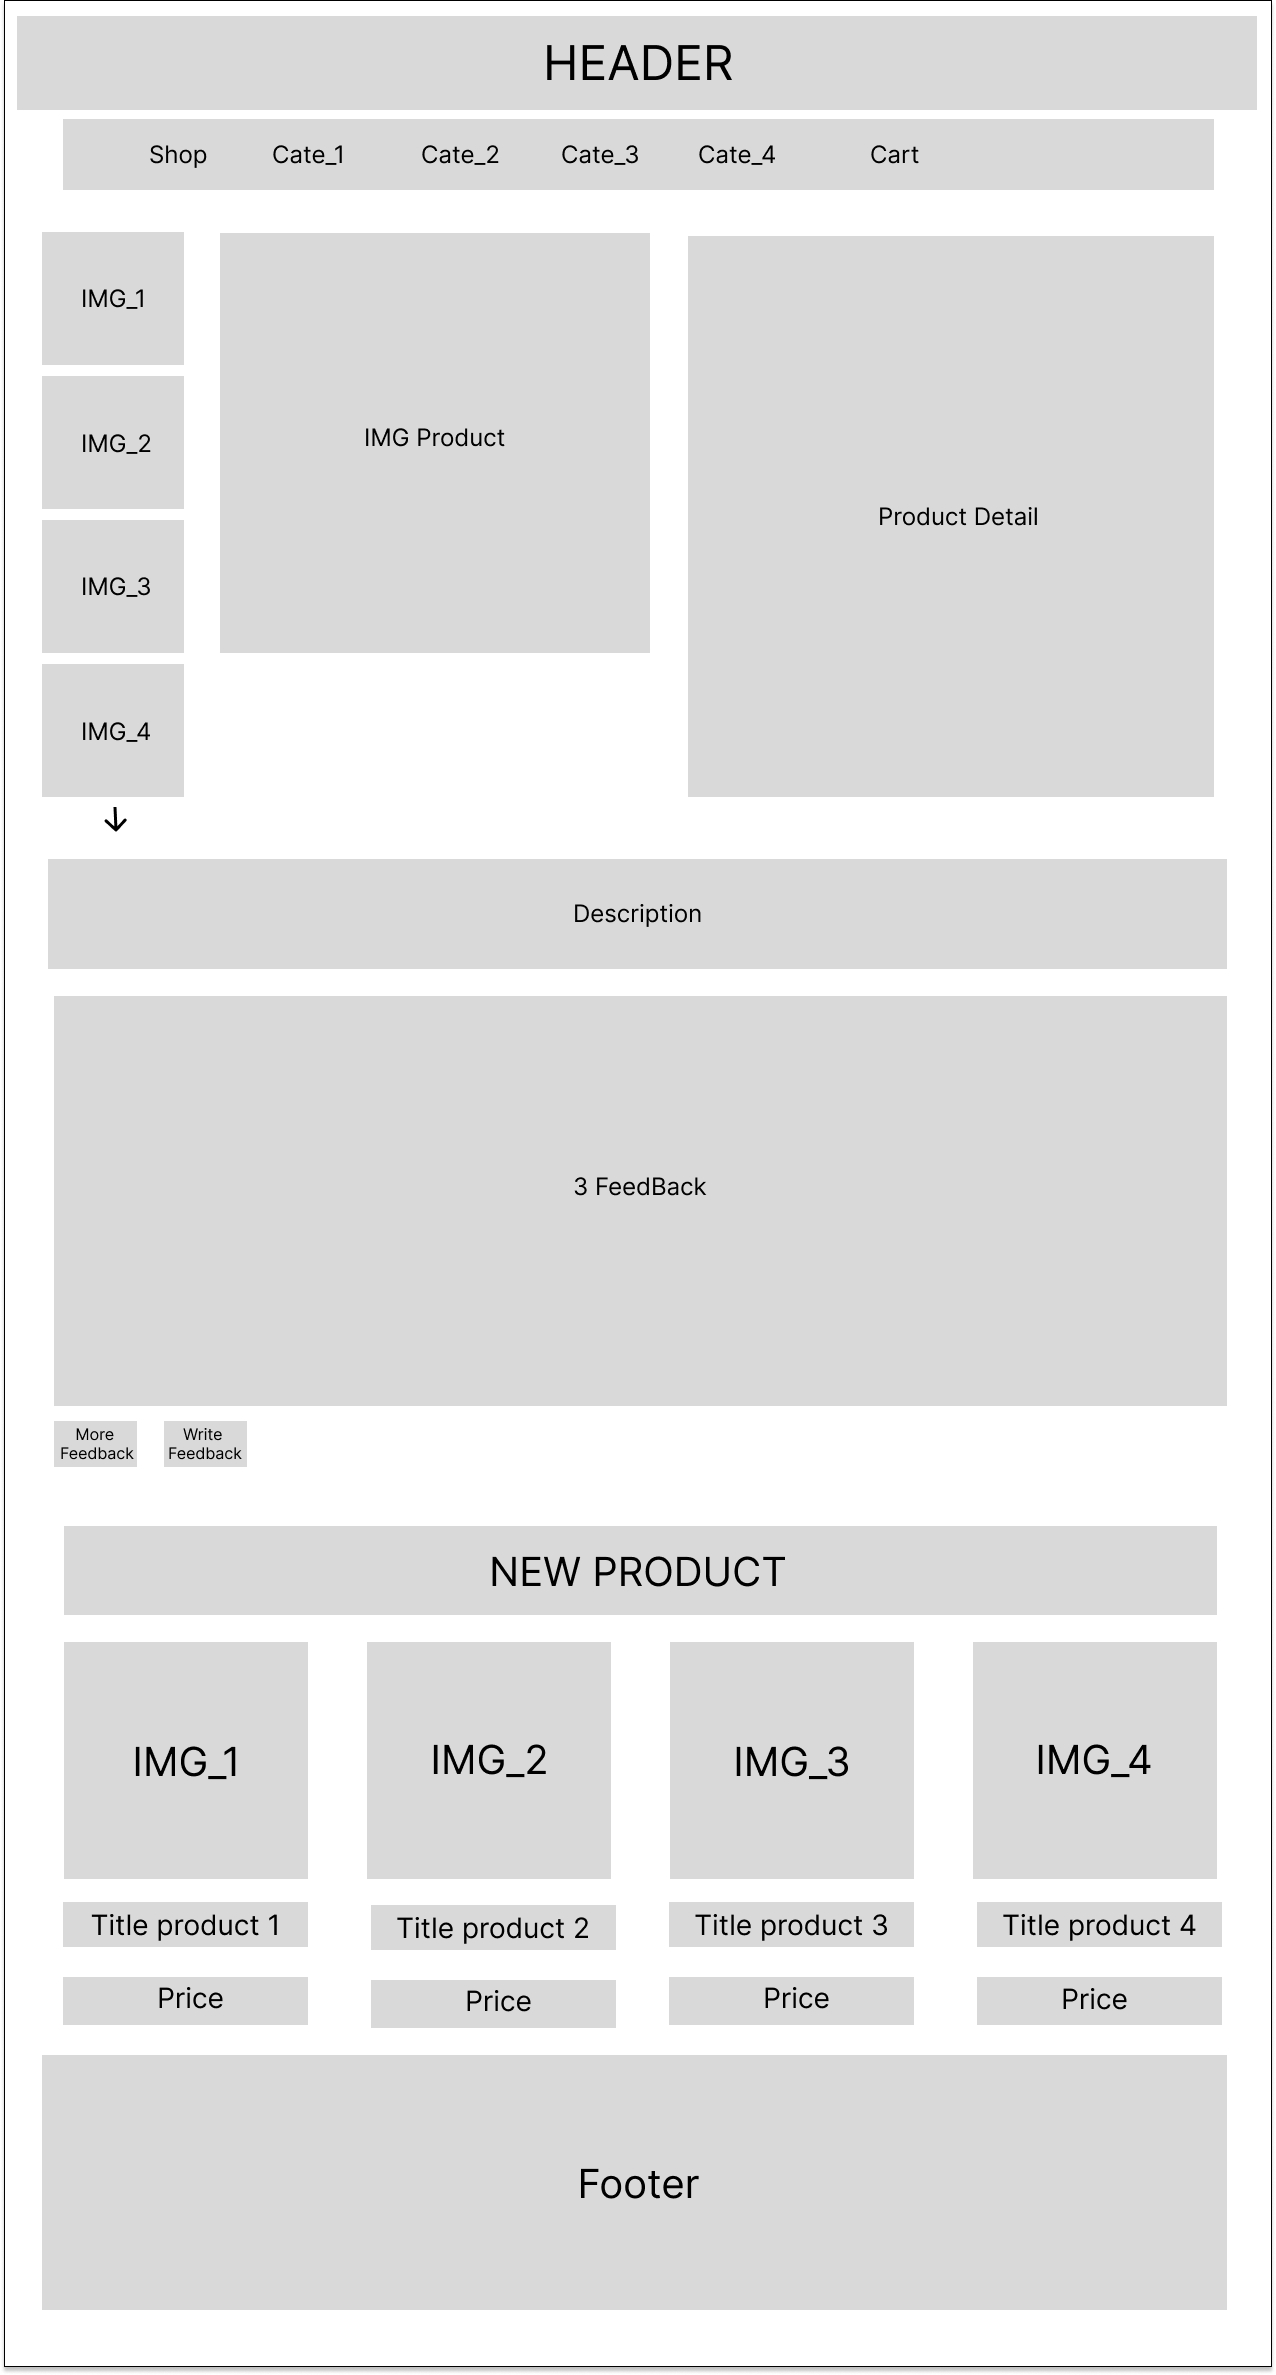 HEADER
Shop Cate_1 Cate_2 Cate_3 Cate_4 Cart
IMG_1
IMG_2
IMG_3
IMG_4
IMG Product
Product Detail
Description
3 FeedBack
More
Feedback
Write
Feedback
NEW PRODUCT
IMG_1 IMG_2 IMG_3 IMG_4
Title product 1 Title product 2 Title product 3 Title product 4
Price Price Price Price
Footer